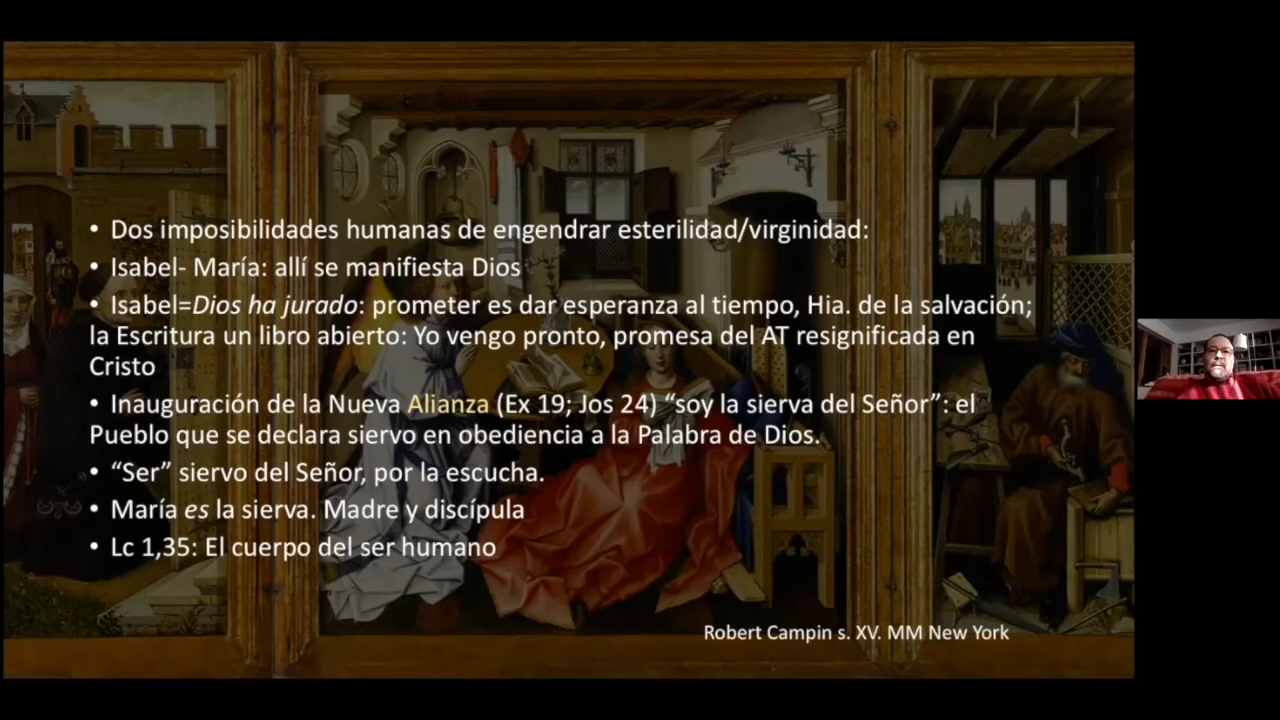 • Dos imposibilidades humanas de engendrar esterilidad/virginidad:
• Isabel- María: allí se manifiesta Dios
• Isabel=Dios ha jurado: prometer es dar esperanza al tiempo, Hia. de la salvación;
la Escritura un libro abierto: Yo vengo pronto, promesa del AT resignificada en
Cristo
• Inauguración de la Nueva Alianza (Ex 19; Jos 24) “soy la sierva del Señor”: el
Pueblo que se declara siervo en obediencia a la Palabra de Dios.
• “Ser” siervo del Señor, por la escucha.
• María es la sierva. Madre y discípula
• Lc 1,35: El cuerpo del ser humano
Robert Campin s. XV. MM New York